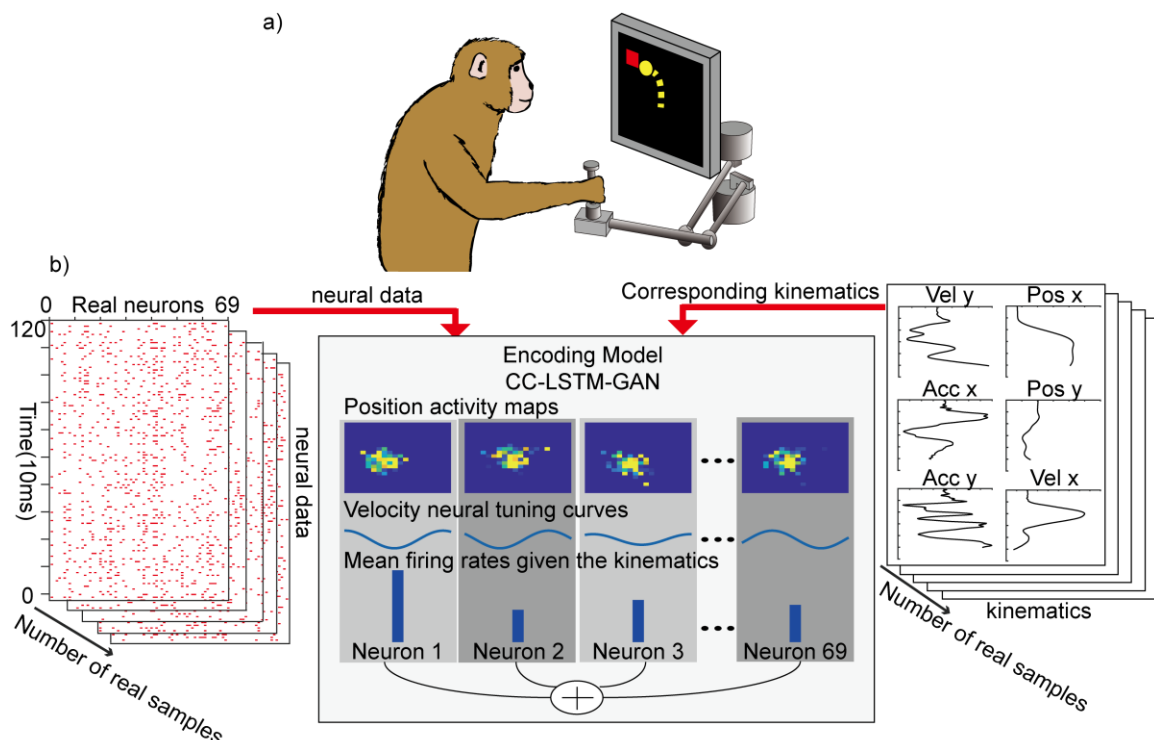 a)
b)
0 Real neurons 69
120
Time(10ms)
0
neural data
Number of real samples
neural data
Corresponding kinematics
Encoding Model
CC-LSTM-GAN
Position activity maps
Velocity neural tuning curves
Mean firing rates given the kinematics
Neuron 1 Neuron 2 Neuron 3 Neuron 69
Vel y Pos x
Acc x Pos y
Acc y Vel x
kinematics
Number of real samples